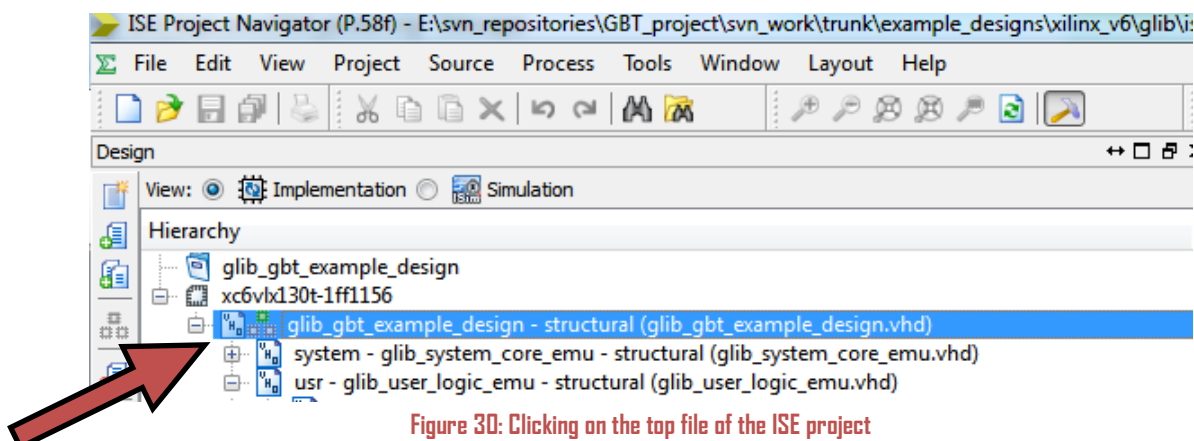 ISE Project Navigator (P.58f) - E:\svn_repositories\GBT_project\svn_work\trunk\example_designs\xilinx_v6\glib\is
File Edit View Project Source Process Tools Window Layout Help
Design
View: Implementation Simulation
Hierarchy
glib_gbt_example_design
xc6vlx130t-1ff1156
glib_gbt_example_design - structural (glib_gbt_example_design.vhd)
system - glib_system_core_emu - structural (glib_system_core_emu.vhd)
usr - glib_user_logic_emu - structural (glib_user_logic_emu.vhd)
Figure 30: Clicking on the top file of the ISE project